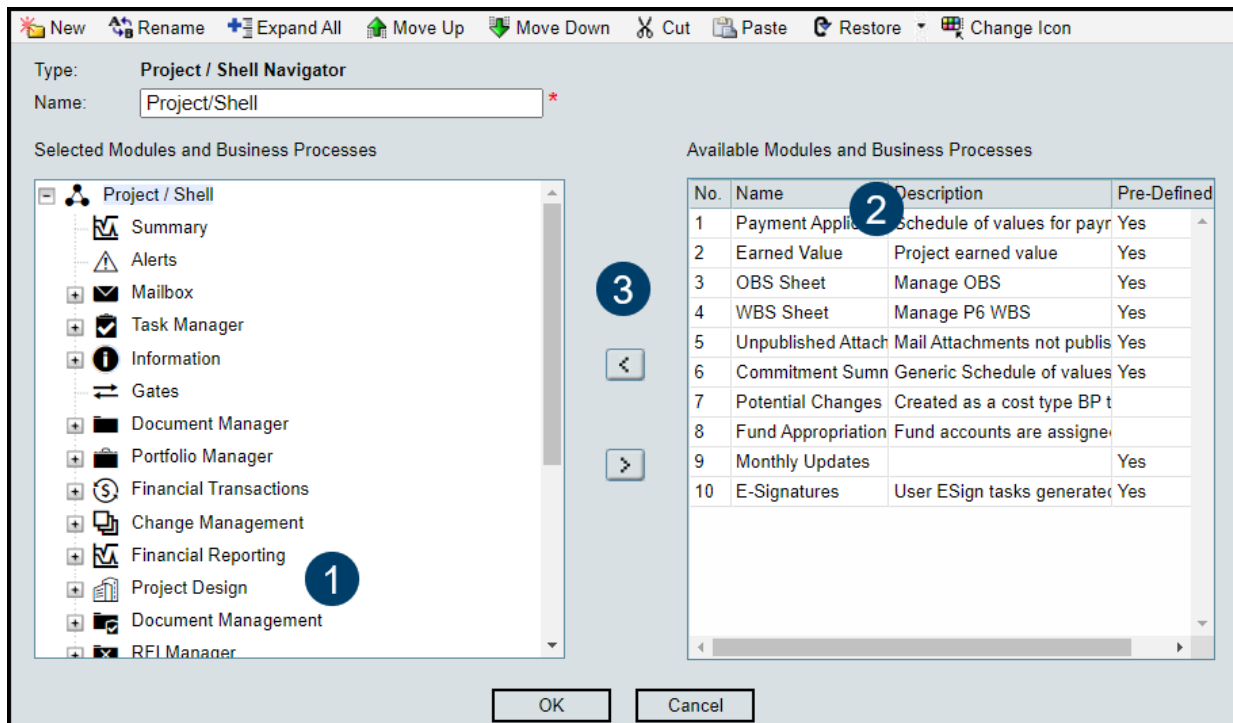 New Rename Expand All Move Up Move Down Cut Paste Restore Change Icon
Type: Project / Shell Navigator
Name: Project/Shell *
Selected Modules and Business Processes
Project / Shell
Summary
Alerts
Mailbox
Task Manager
Information
Gates
Document Manager
Portfolio Manager
Financial Transactions
Change Management
Financial Reporting
Project Design
1
Document Management
RFI Manager
3
<
>
Available Modules and Business Processes
No. Name Description Pre-Defined
2
1 Payment Applic Schedule of values for payr Yes
2 Earned Value Project earned value Yes
3 OBS Sheet Manage OBS Yes
4 WBS Sheet Manage P6 WBS Yes
5 Unpublished Attach Mail Attachments not publis Yes
6 Commitment Summ Generic Schedule of values Yes
7 Potential Changes Created as a cost type BP t
8 Fund Appropriation Fund accounts are assigne
9 Monthly Updates Yes
10 E-Signatures User ESign tasks generated Yes
OK Cancel